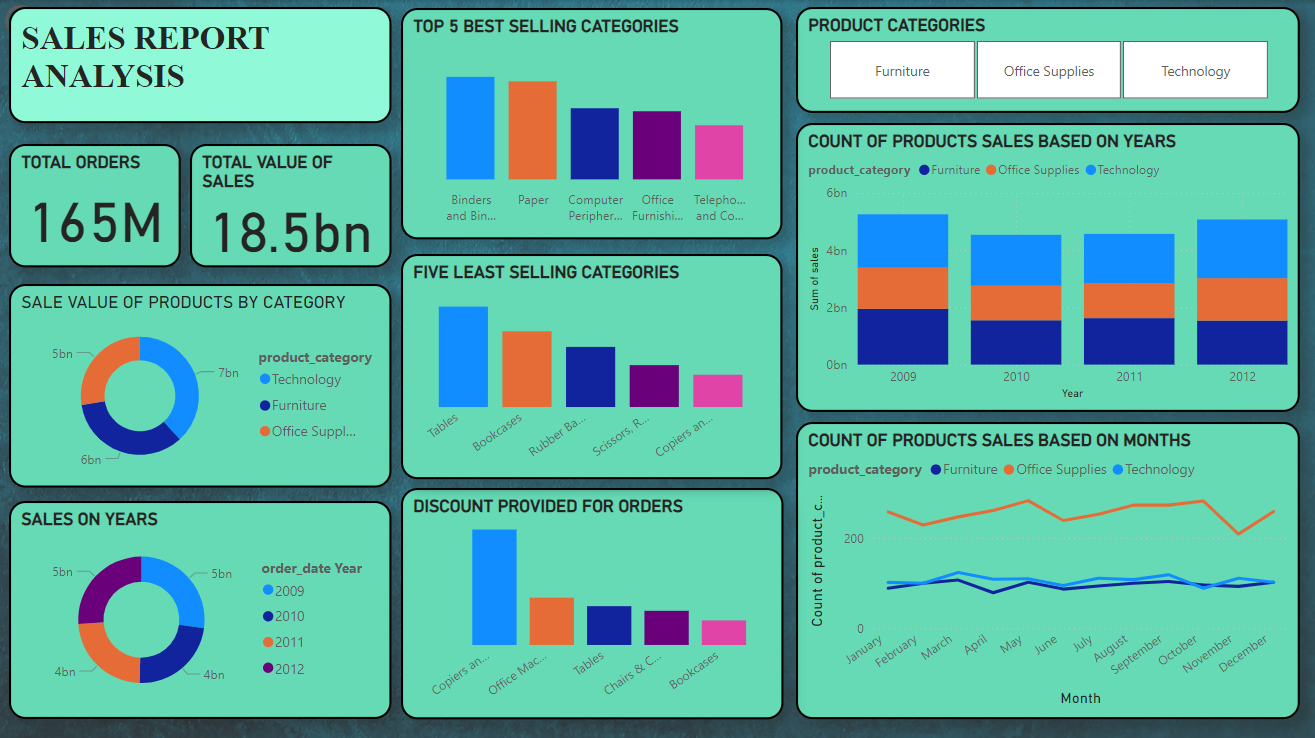 SALES REPORT
ANALYSIS
TOTAL ORDERS
165M
TOTAL VALUE OF
SALES
18.5bn
SALE VALUE OF PRODUCTS BY CATEGORY
5bn
7bn
6bn
product_category
Technology
Furniture
Office Suppl...
SALES ON YEARS
5bn
5bn
4bn
4bn
order_date Year
2009
2010
2011
2012
TOP 5 BEST SELLING CATEGORIES
Binders
and Bin...
Paper
Computer
Peripher...
Office
Furnishi...
Telepho...
and Co...
FIVE LEAST SELLING CATEGORIES
Tables
Bookcases
Rubber Ba...
Scissors, R...
Copiers an...
DISCOUNT PROVIDED FOR ORDERS
Copiers an...
Office Mac...
Tables
Chairs & C...
Bookcases
PRODUCT CATEGORIES
Furniture
Office Supplies
Technology
COUNT OF PRODUCTS SALES BASED ON YEARS
product_category Furniture Office Supplies Technology
Sum of sales
6bn
4bn
2bn
0bn
2009 2010 2011 2012
Year
COUNT OF PRODUCTS SALES BASED ON MONTHS
product_category Furniture Office Supplies Technology
Count of product_c...
200
0
January February March April May June July August September October November December
Month